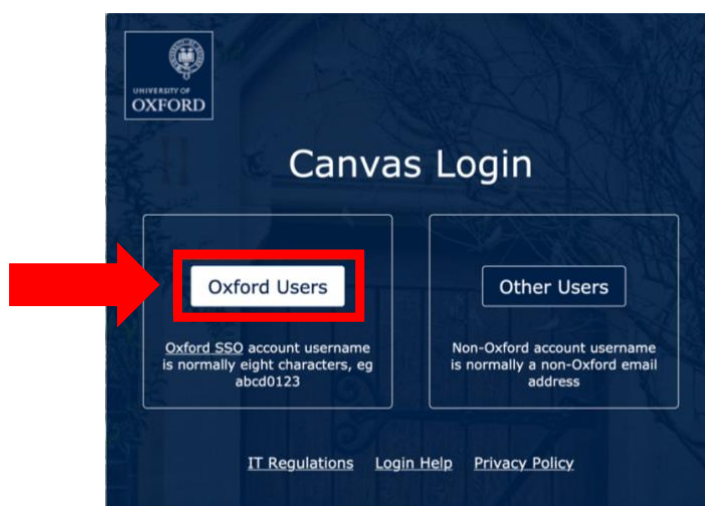 UNIVERSITY OF
OXFORD
Canvas Login
Oxford Users
Other Users
Oxford SSO account username
is normally eight characters, eg
abcd0123
Non-Oxford account username
is normally a non-Oxford email
address
IT Regulations Login Help Privacy Policy